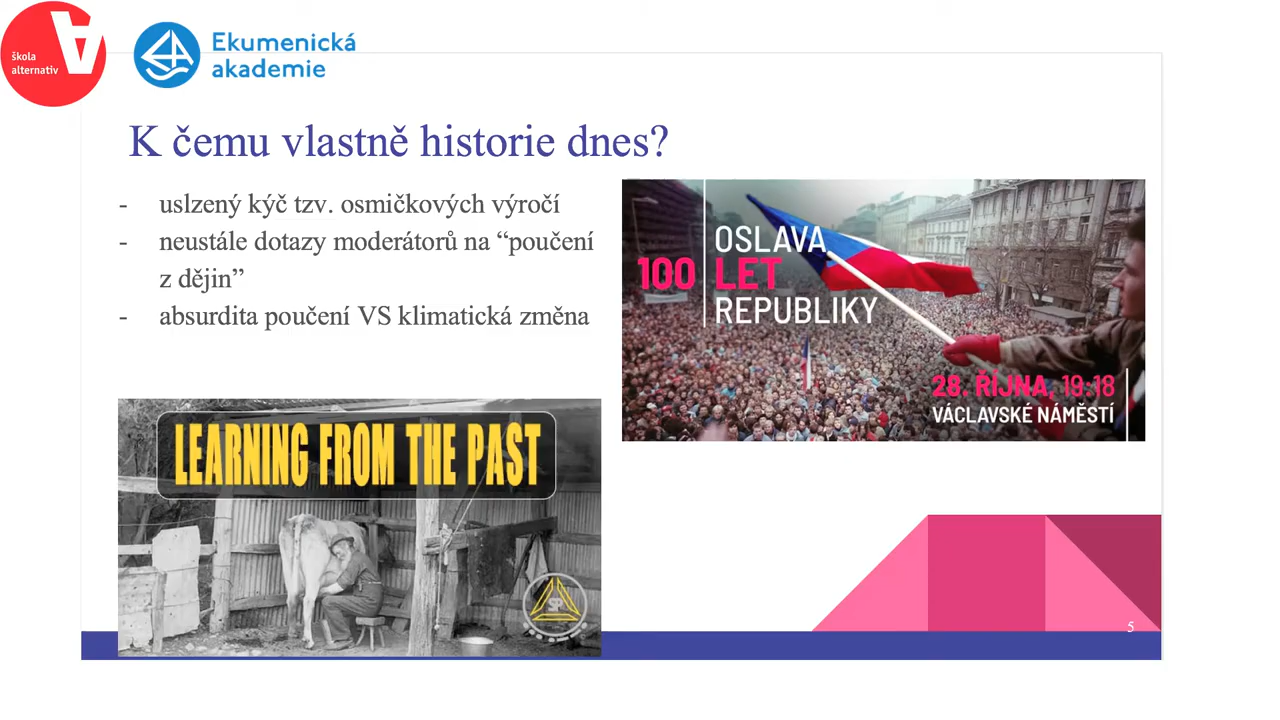 škola
alternativ
Ekumenická
akademie
K čemu vlastně historie dnes?
- uslzený kýč tzv. osmičkových výročí
- neustále dotazy moderátorů na “poučení
z dějin”
- absurdita poučení VS klimatická změna
OSLAVA
100 LET
REPUBLIKY
28. ŘÍJNA, 19:18
VÁCLAVSKÉ NÁMĚSTÍ
LEARNING FROM THE PAST
SP
5